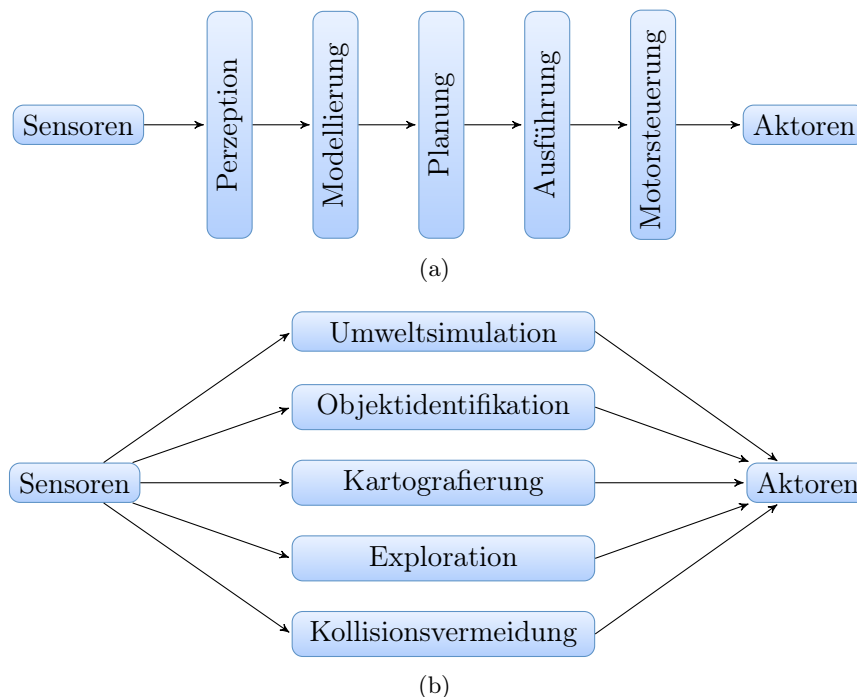 Sensoren
Perzeption
Modellierung
Planung
Ausführung
Motorsteuerung
Aktoren
(a)
Umweltsimulation
Objektidentifikation
Sensoren
Kartografierung
Aktoren
Exploration
Kollisionsvermeidung
(b)